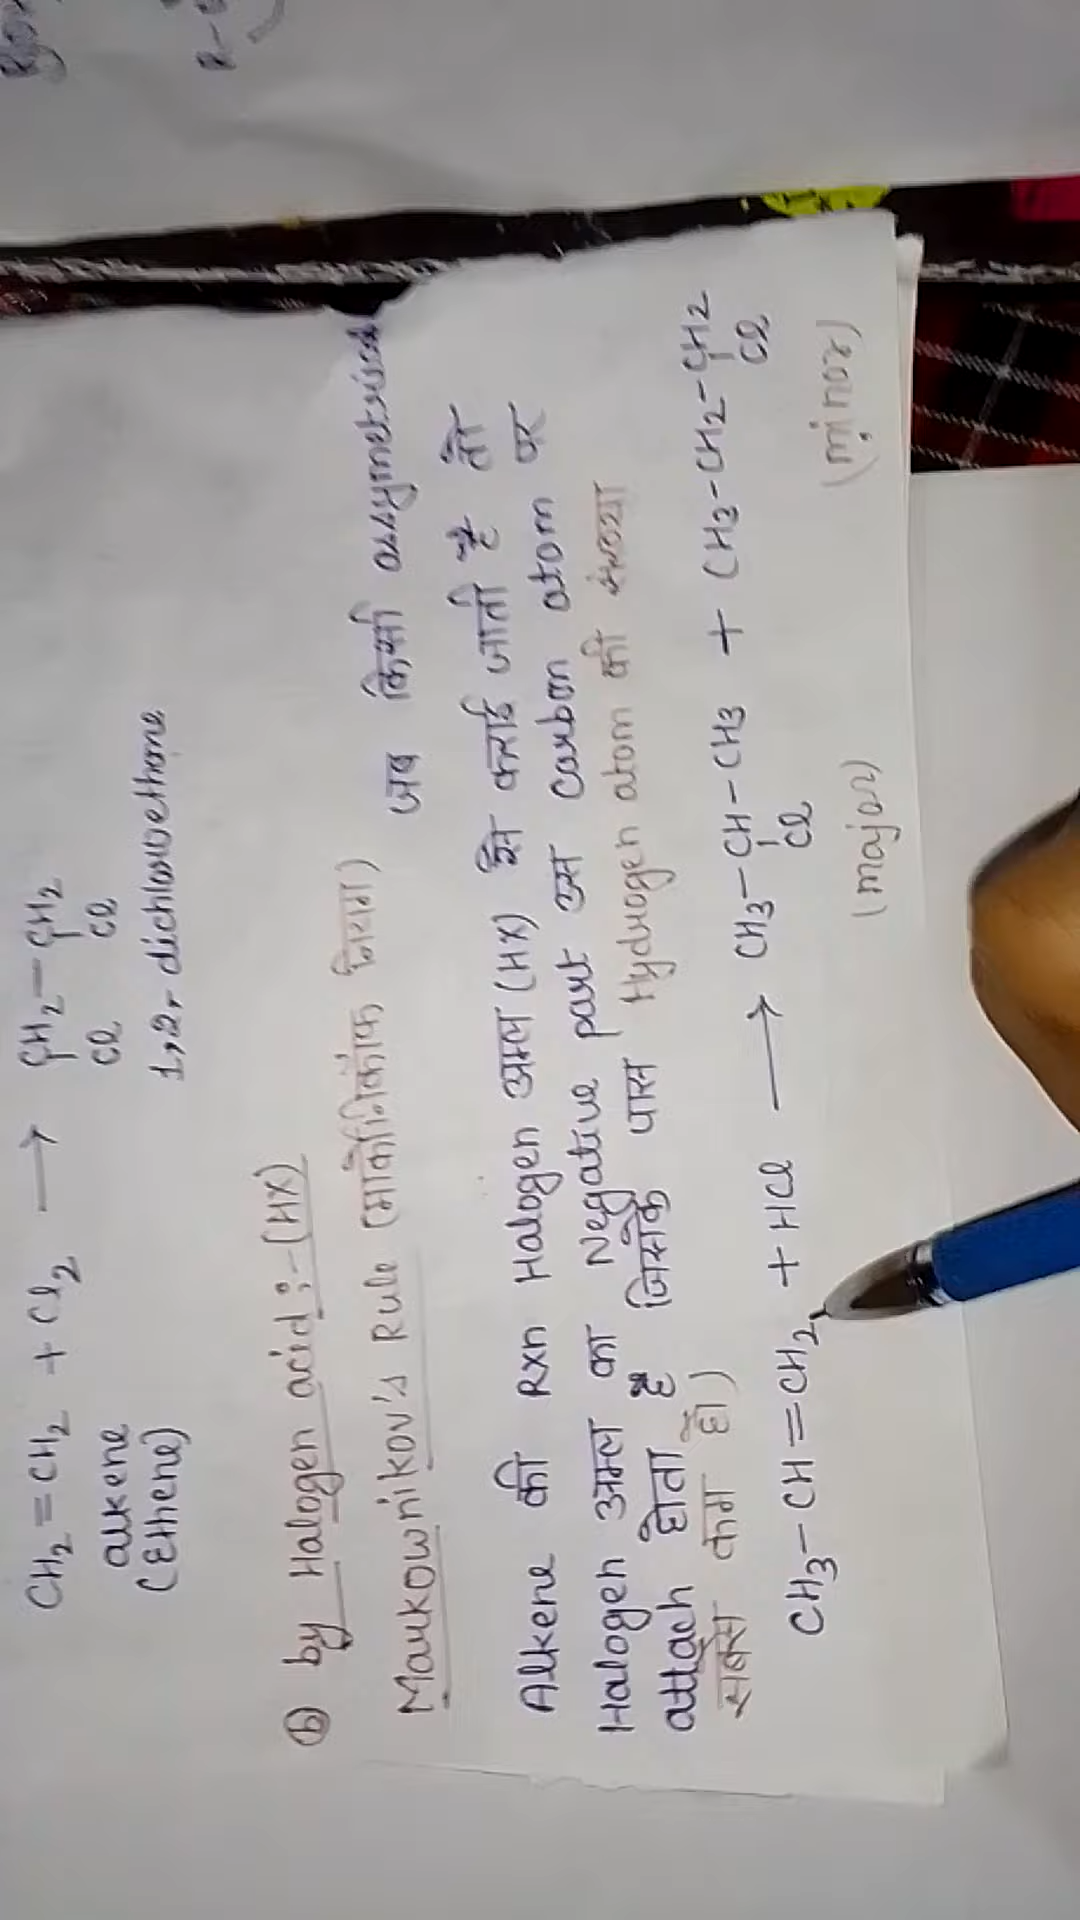 CH2=CH2 + Cl2 ⟶ CH2-CH2
Cl Cl
alkene
(Ethene)
1,2,-dichloroethane
(b) by Halogen acid:-(HX)
Markownikov's Rule (मार्कोनिकॉफ नियम)
जब किसी assymetrical
Alkene की Rxn Halogen अम्ल (HX) से कराई जाती है तो
Halogen अम्ल का Negative part उस carbon atom पर
attach होता है जिसके पास Hydrogen atom की संख्या
सबसे कम हो)
CH3-CH=CH2 + HCl ⟶ CH3-CH-CH3 + CH3-CH2-CH2
Cl Cl
(major) (minor)